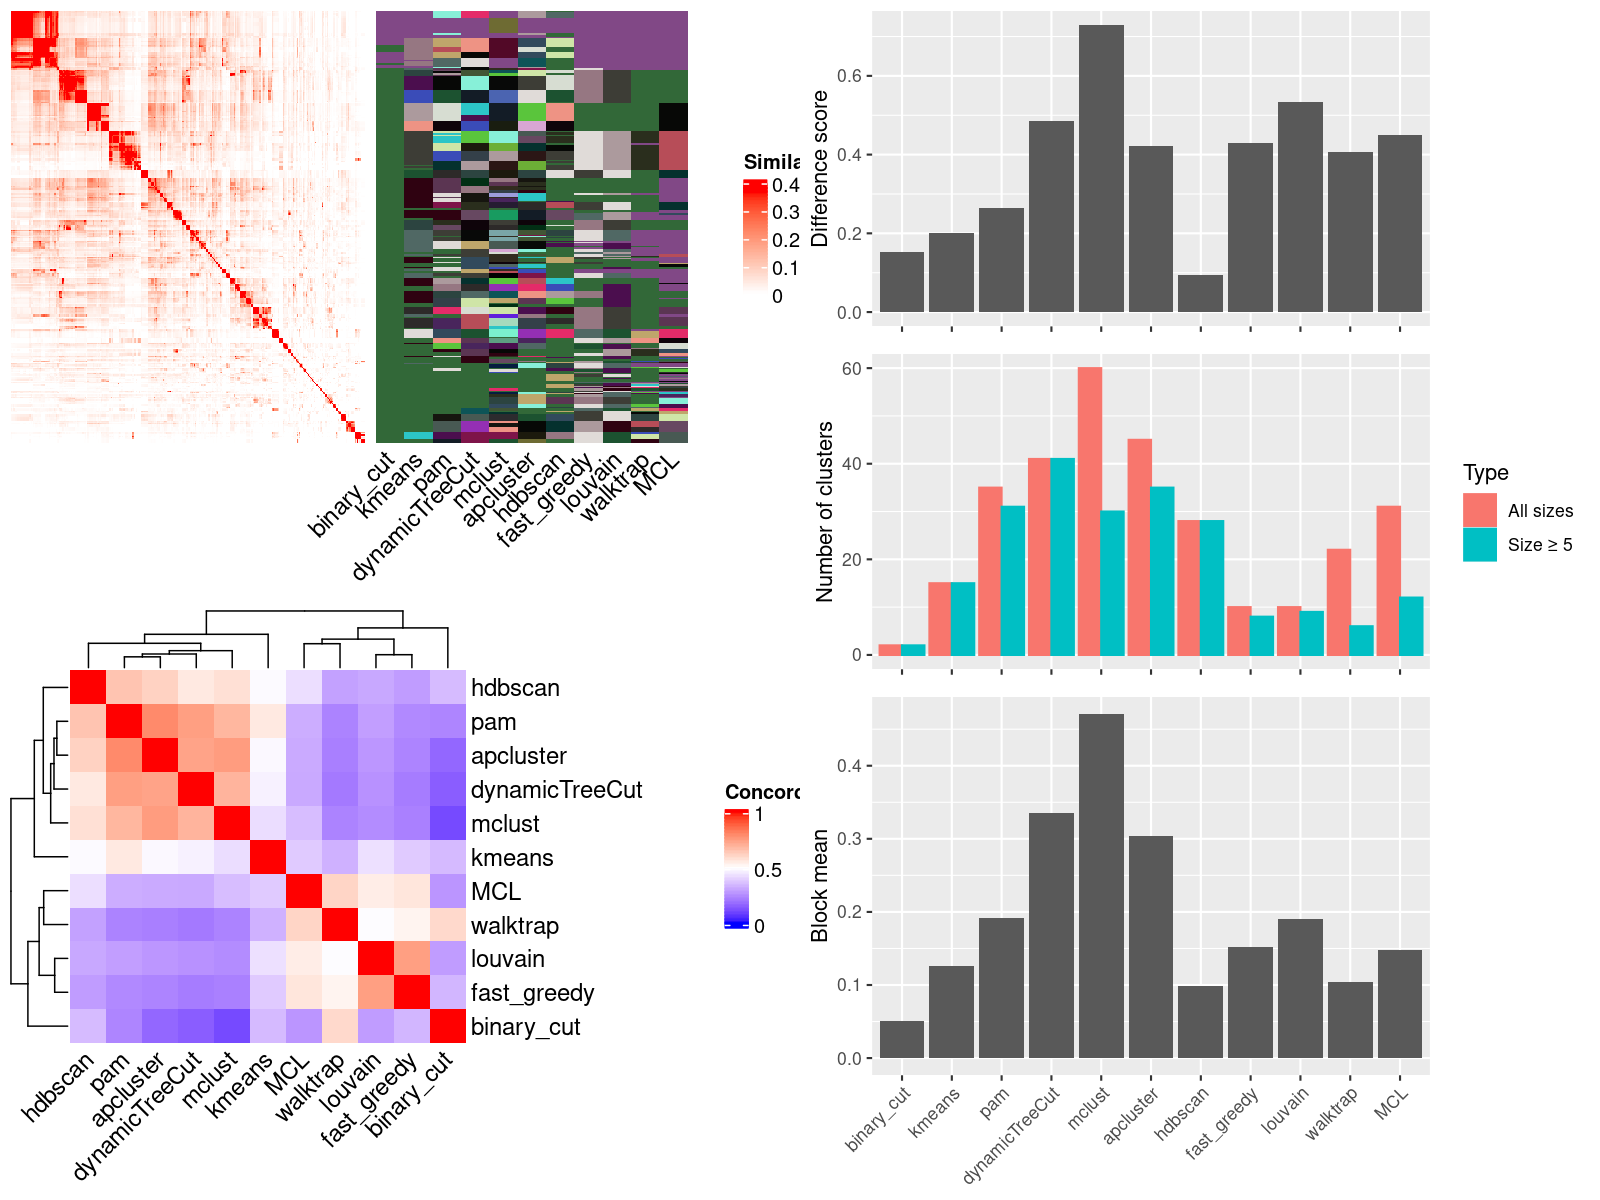 Simila
0.4
0.3
0.2
0.1
0
binary_cut
kmeans
pam
dynamicTreeCut
mclust
apcluster
hdbscan
fast_greedy
louvain
walktrap
MCL
hdbscan
pam
apcluster
dynamicTreeCut
mclust
kmeans
MCL
walktrap
louvain
fast_greedy
binary_cut
hdbscan
pam
apcluster
dynamicTreeCut
mclust
kmeans
MCL
walktrap
louvain
fast_greedy
binary_cut
Concord
1
0.5
0
Difference score
0.6
0.4
0.2
0.0
Number of clusters
60
40
20
0
Type
All sizes
Size ≥ 5
Block mean
0.4
0.3
0.2
0.1
0.0
binary_cut
kmeans
pam
dynamicTreeCut
mclust
apcluster
hdbscan
fast_greedy
louvain
walktrap
MCL